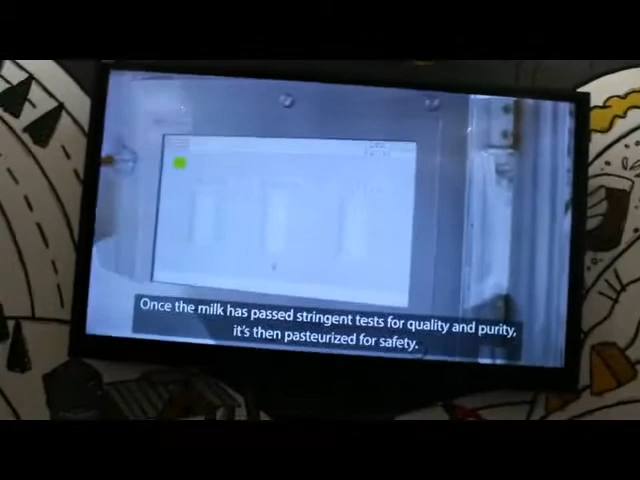 Once the milk has passed stringent tests for quality and purity,
it's then pasteurized for safety.